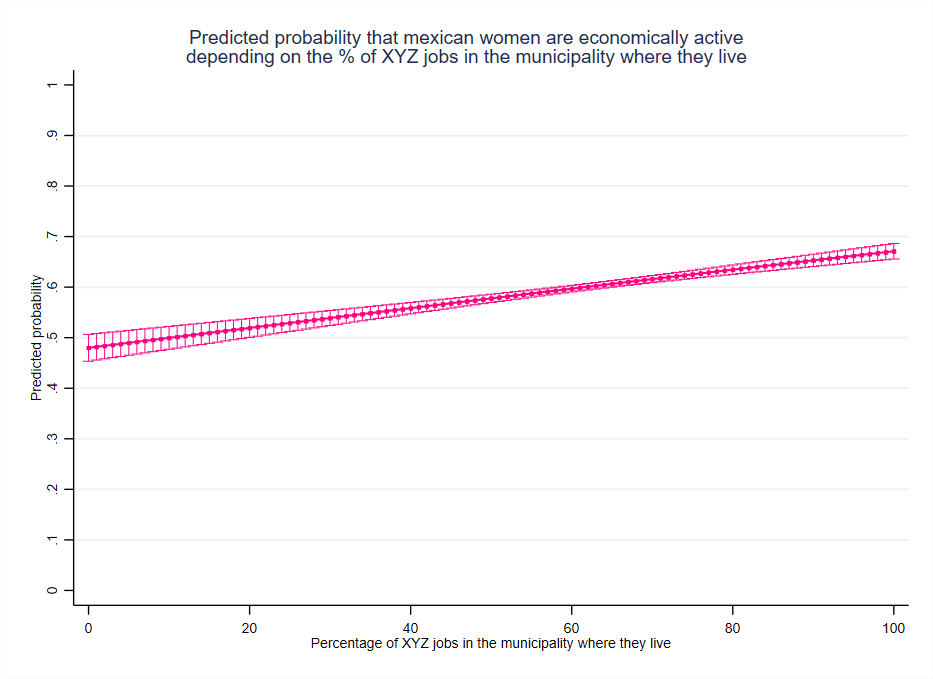 Predicted probability that mexican women are economically active
depending on the % of XYZ jobs in the municipality where they live
Predicted probability
1
.9
.8
.7
.6
.5
.4
.3
.2
.1
0
0 20 40 60 80 100
Percentage of XYZ jobs in the municipality where they live